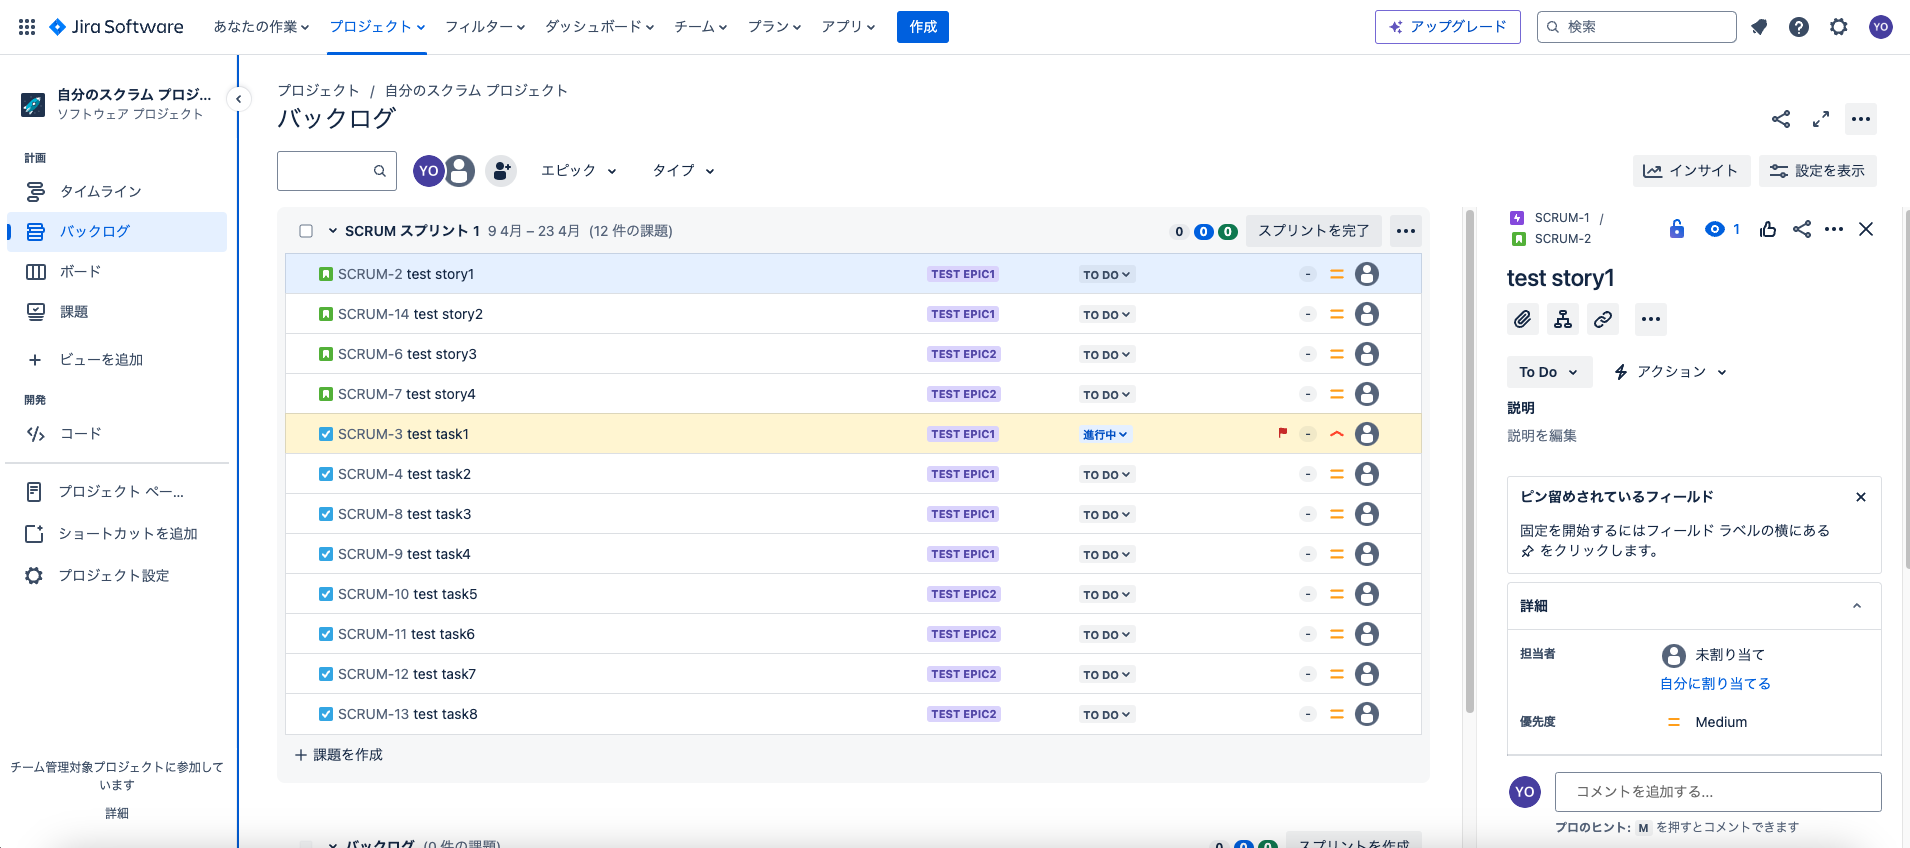 Jira Software あなたの作業 プロジェクト フィルター ダッシュボード チーム プラン アプリ 作成 アップグレード 検索 YO
自分のスクラム プロジ...
ソフトウェア プロジェクト
計画
タイムライン
バックログ
ボード
課題
ビューを追加
開発
コード
プロジェクト ペー...
ショートカットを追加
プロジェクト設定
チーム管理対象プロジェクトに参加して
います
詳細
プロジェクト / 自分のスクラム プロジェクト
バックログ
YO エピック タイプ インサイト 設定を表示
SCRUM スプリント 1 9 4月 – 23 4月 (12 件の課題) 0 0 0 スプリントを完了
SCRUM-2 test story1 TEST EPIC1 TO DO -
SCRUM-14 test story2 TEST EPIC1 TO DO -
SCRUM-6 test story3 TEST EPIC2 TO DO -
SCRUM-7 test story4 TEST EPIC2 TO DO -
SCRUM-3 test task1 TEST EPIC1 進行中 -
SCRUM-4 test task2 TEST EPIC1 TO DO -
SCRUM-8 test task3 TEST EPIC1 TO DO -
SCRUM-9 test task4 TEST EPIC1 TO DO -
SCRUM-10 test task5 TEST EPIC2 TO DO -
SCRUM-11 test task6 TEST EPIC2 TO DO -
SCRUM-12 test task7 TEST EPIC2 TO DO -
SCRUM-13 test task8 TEST EPIC2 TO DO -
+ 課題を作成
バックログ (0 件の課題) 0 0 0 スプリントを作成
SCRUM-1 /
SCRUM-2
1
test story1
To Do アクション
説明
説明を編集
ピン留めされているフィールド
固定を開始するにはフィールド ラベルの横にある
をクリックします。
詳細
担当者 未割り当て
自分に割り当てる
優先度 Medium
YO コメントを追加する...
プロのヒント: M を押すとコメントできます